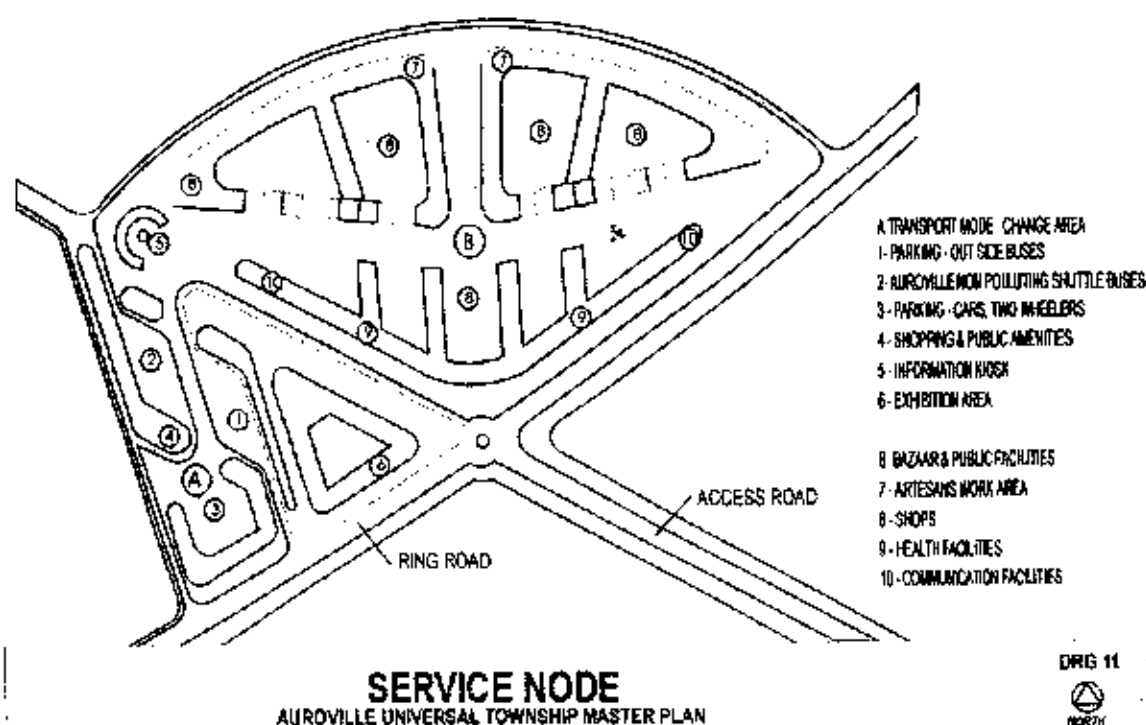 7
7
8
8
8
8
A TRANSPORT MODE CHANGE AREA
1- PARKING - OUT SIDE BUSES
2- AUROVILLE NON POLLUTING SHUTTLE BUSES
3- PARKING - CARS, TWO WHEELERS
4- SHOPPING & PUBLIC AMENITIES
5- INFORMATION KIOSK
6- EXHIBITION AREA
B BAZAAR & PUBLIC FACILITIES
7- ARTESANS WORK AREA
8- SHOPS
9- HEALTH FACILITIES
10- COMMUNICATION FACILITIES
5
B
10
10
8
9
9
2
1
4
6
A
3
ACCESS ROAD
RING ROAD
SERVICE NODE
AUROVILLE UNIVERSAL TOWNSHIP MASTER PLAN
DRG 11
NORTH